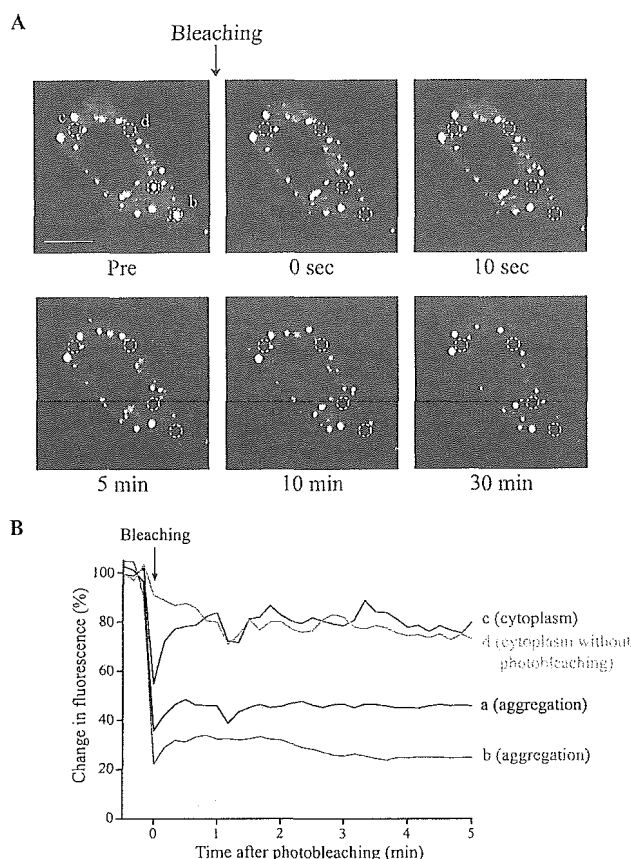 A
Bleaching
c
d
b
Pre
0 sec
10 sec
5 min
10 min
30 min
B
Bleaching
Change in fluorescence (%)
100
80
60
40
20
0
c (cytoplasm)
d (cytoplasm without
photobleaching)
a (aggregation)
b (aggregation)
0
1
2
3
4
5
Time after photobleaching (min)